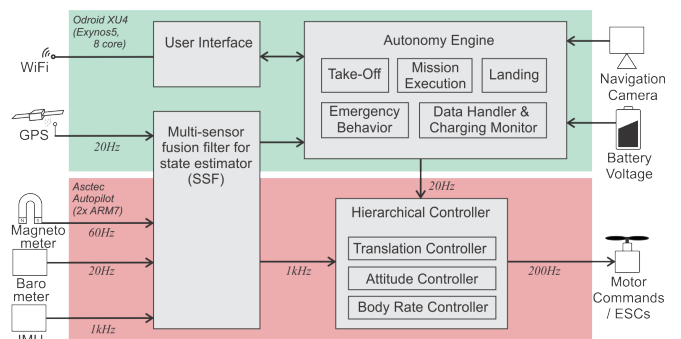 Odroid XU4
(Exynos5,
8 core)
WiFi
User Interface
Autonomy Engine
Take-Off
Mission
Execution
Landing
Emergency
Behavior
Data Handler &
Charging Monitor
Navigation
Camera
GPS
20Hz
Multi-sensor
fusion filter for
state estimator
(SSF)
Battery
Voltage
20Hz
Asctec
Autopilot
(2x ARM7)
N S
Magneto
meter
60Hz
Hierarchical Controller
Translation Controller
Attitude Controller
Body Rate Controller
Baro
meter
20Hz
1kHz
200Hz
Motor
Commands
/ ESCs
IMU
1kHz